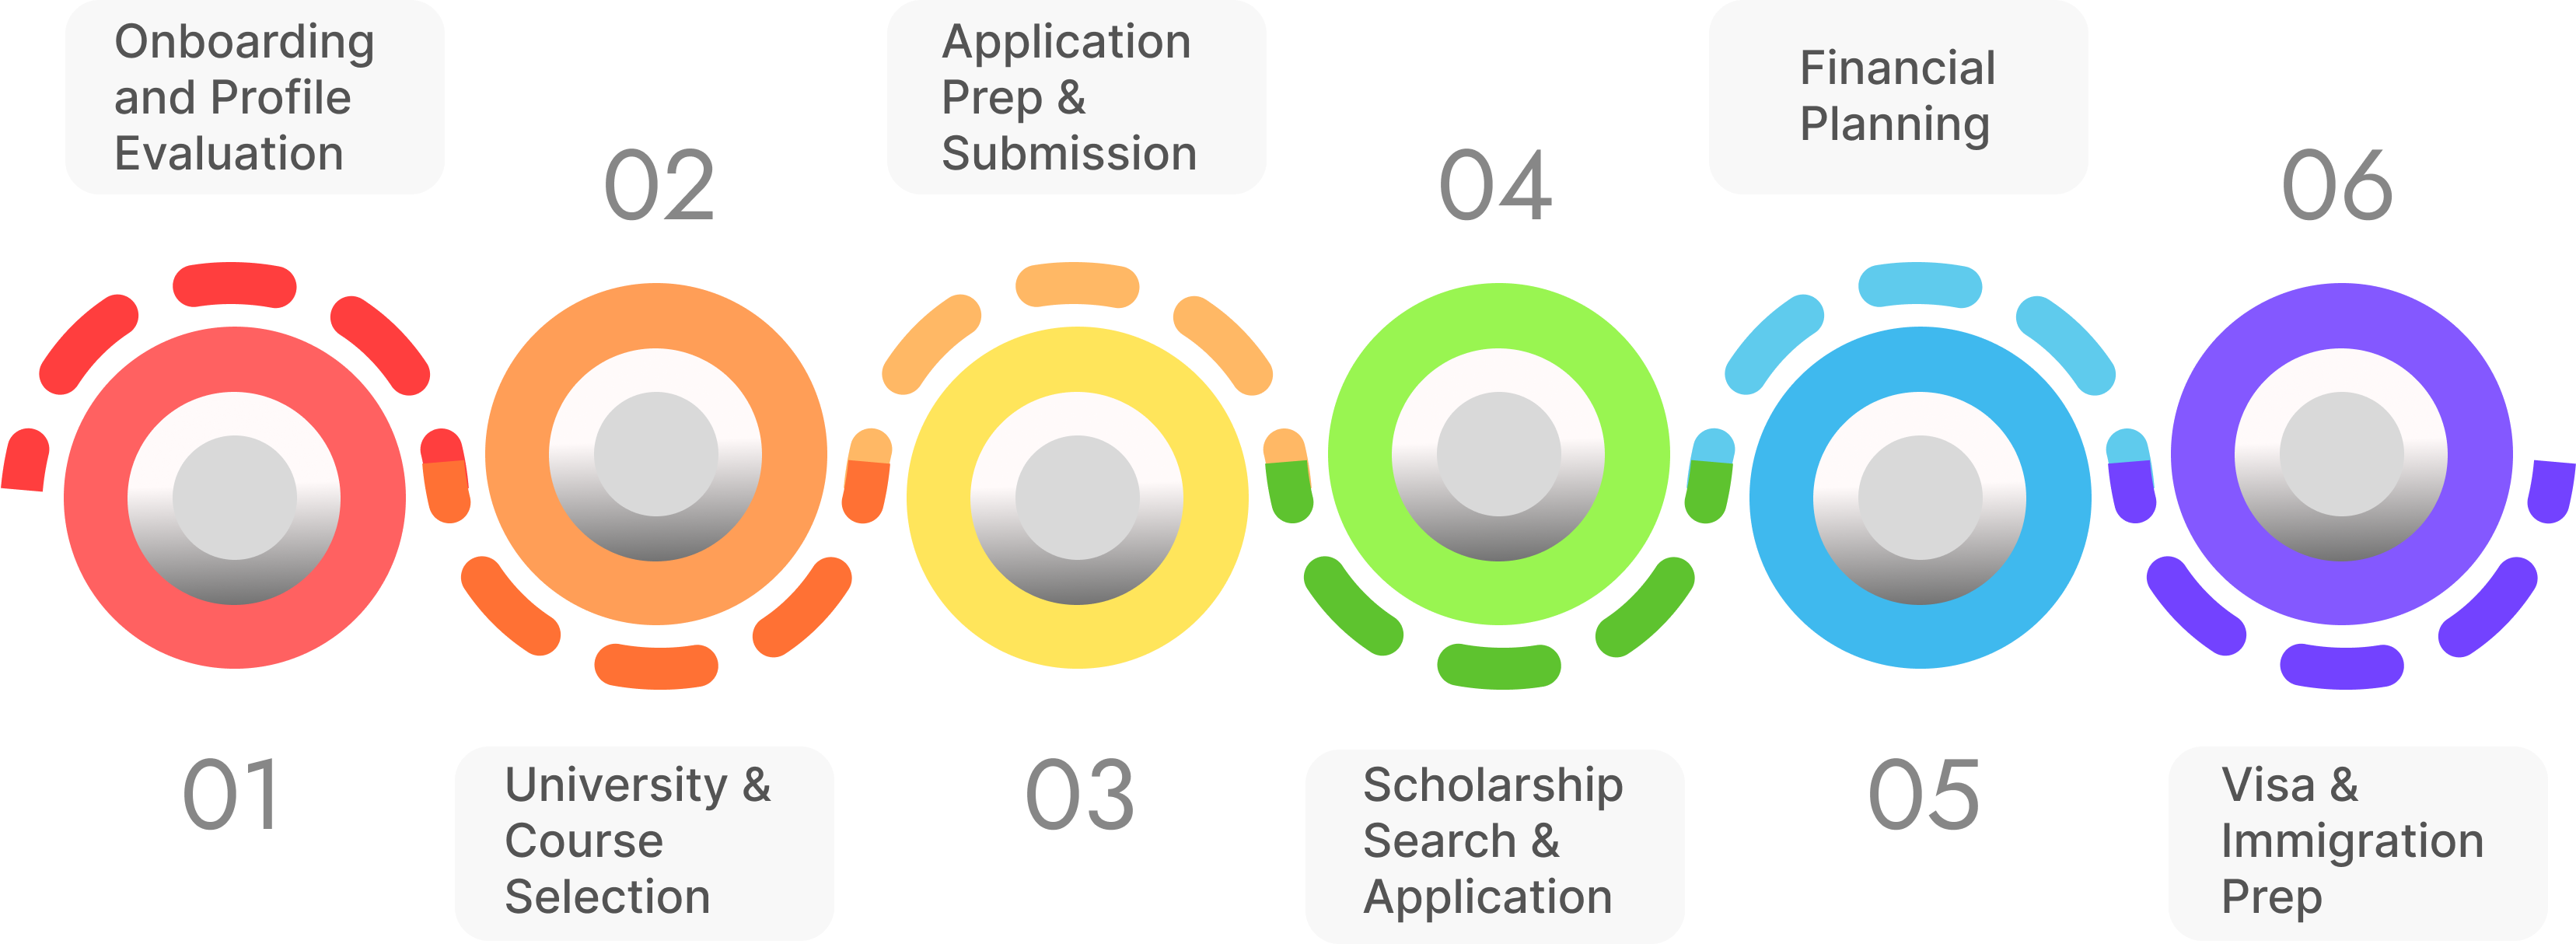 Onboarding
and Profile
Evaluation
01
02
University &
Course
Selection
Application
Prep &
Submission
03
04
Scholarship
Search &
Application
Financial
Planning
05
06
Visa &
Immigration
Prep